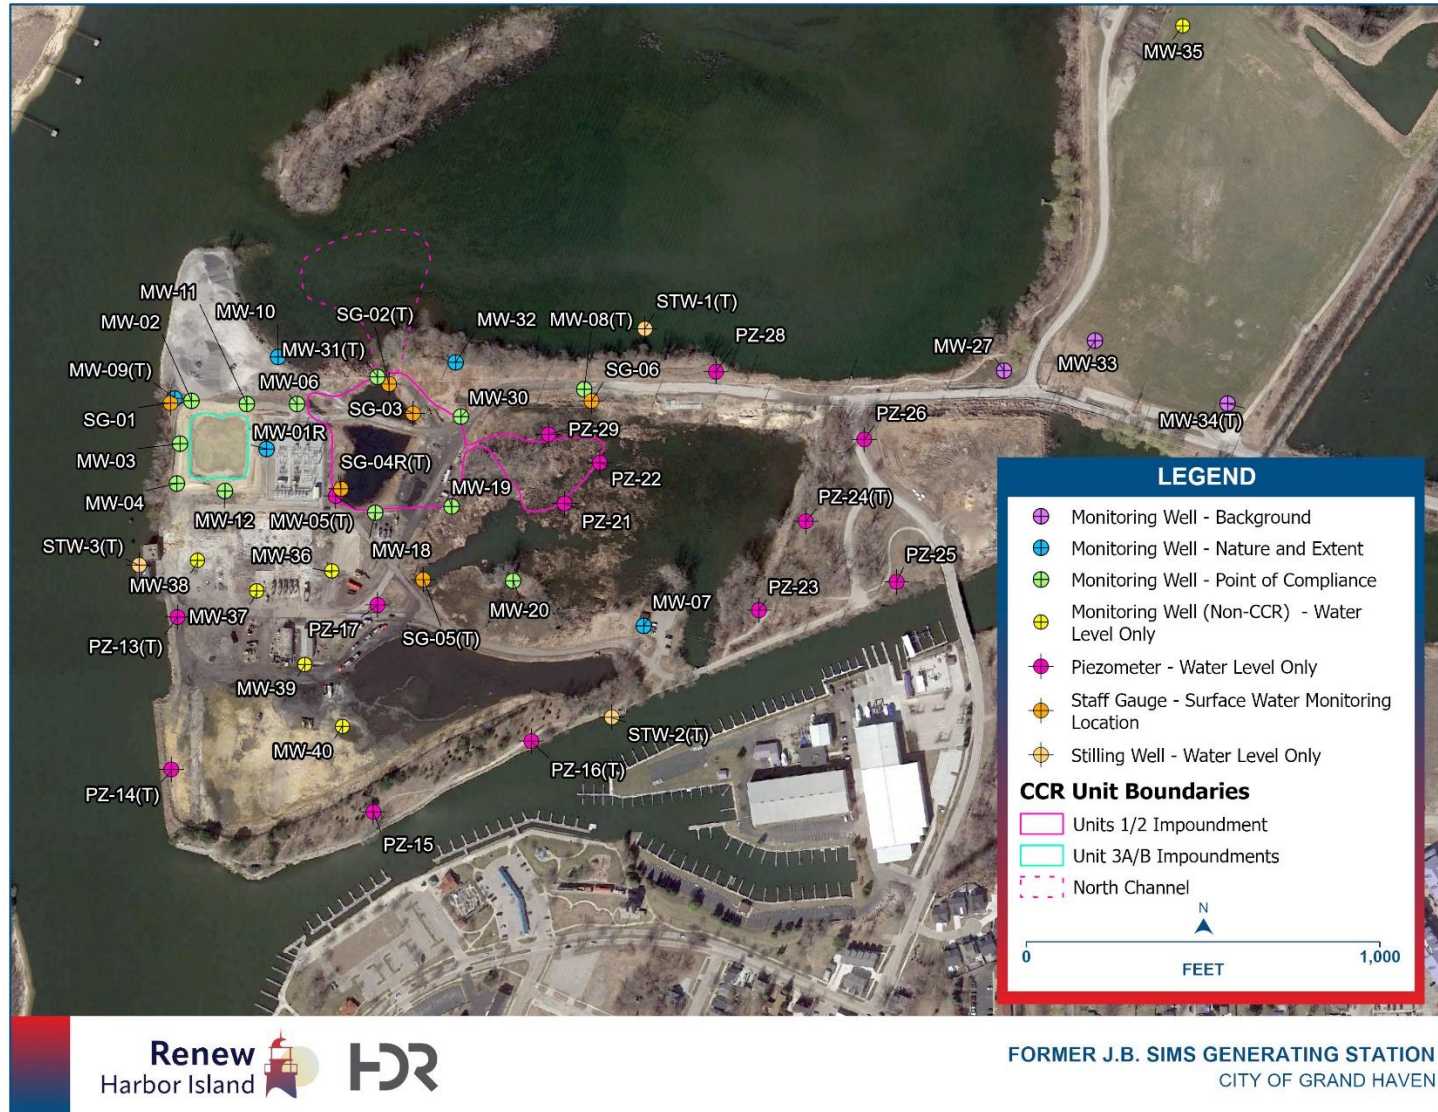 MW-35
MW-11
MW-10
SG-02(T)
STW-1(T)
MW-02
MW-32
MW-08(T)
MW-31(T)
PZ-28
MW-09(T)
MW-06
SG-06
MW-27
MW-33
SG-01
SG-03
MW-30
MW-34(T)
MW-01R
PZ-29
PZ-26
MW-03
SG-04R(T)
PZ-22
MW-04
MW-19
PZ-24(T)
MW-12
MW-05(T)
PZ-21
MW-18
STW-3(T)
MW-36
PZ-25
MW-38
PZ-23
MW-37
PZ-17
MW-20
MW-07
PZ-13(T)
SG-05(T)
MW-39
STW-2(T)
MW-40
PZ-16(T)
PZ-14(T)
PZ-15
LEGEND
Monitoring Well - Background
Monitoring Well - Nature and Extent
Monitoring Well - Point of Compliance
Monitoring Well (Non-CCR) - Water
Level Only
Piezometer - Water Level Only
Staff Gauge - Surface Water Monitoring
Location
Stilling Well - Water Level Only
CCR Unit Boundaries
Units 1/2 Impoundment
Unit 3A/B Impoundments
North Channel
N
0 1,000
FEET
Renew
Harbor Island
HDR
FORMER J.B. SIMS GENERATING STATION
CITY OF GRAND HAVEN